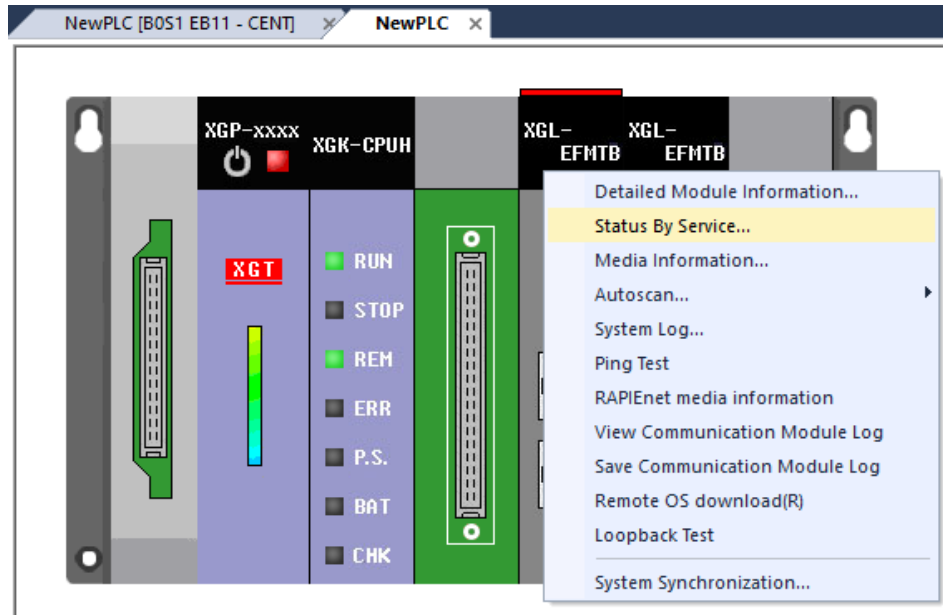 NewPLC [B0S1 EB11 - CENT]
NewPLC
XGP-xxxx
XGK-CPUH
XGL-
EFMTB
XGL-
EFMTB
XGT
RUN
STOP
REM
ERR
P.S.
BAT
CHK
Detailed Module Information...
Status By Service...
Media Information...
Autoscan...
System Log...
Ping Test
RAPIEnet media information
View Communication Module Log
Save Communication Module Log
Remote OS download(R)
Loopback Test
System Synchronization...